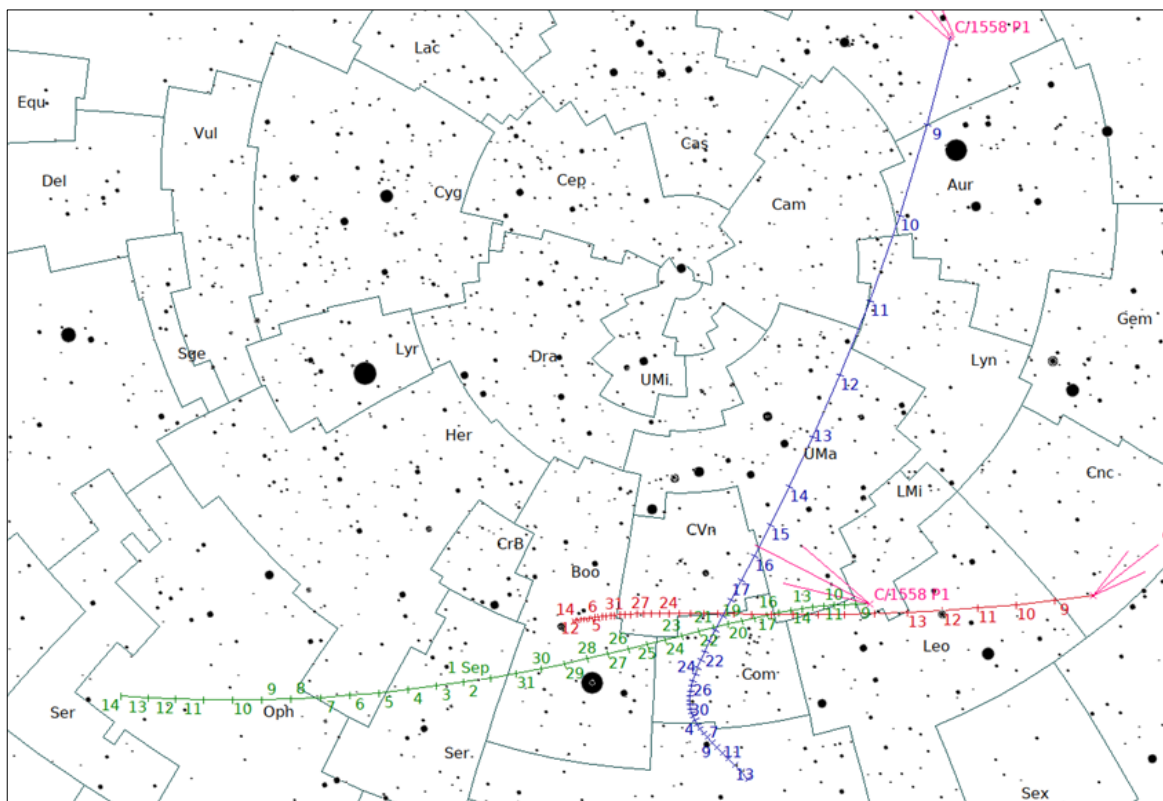 C/1558 P1
Lac
Equ
Vul
Cas
9
Del
Cep
Cyg
Aur
Cam
10
11
Gem
Lyr
Sge
Dra
Lyn
UMi
12
Her
13
UMa
Cnc
LMi
14
CVn
15
CrB
16
Boo
17
C/1558 P1
14 6 31 27 24 21 19 16 13 10
12 5
23 20 17 14 11 9
13 12 11 10 9
Leo
26 22
28 27 25 24
30 29
1 Sep
31
24 22
Com
14 13 12 11 10 9 8 7 6 5 4 3 2
Ser
Oph
26
30
4 7
9 11
13
Ser
Sex